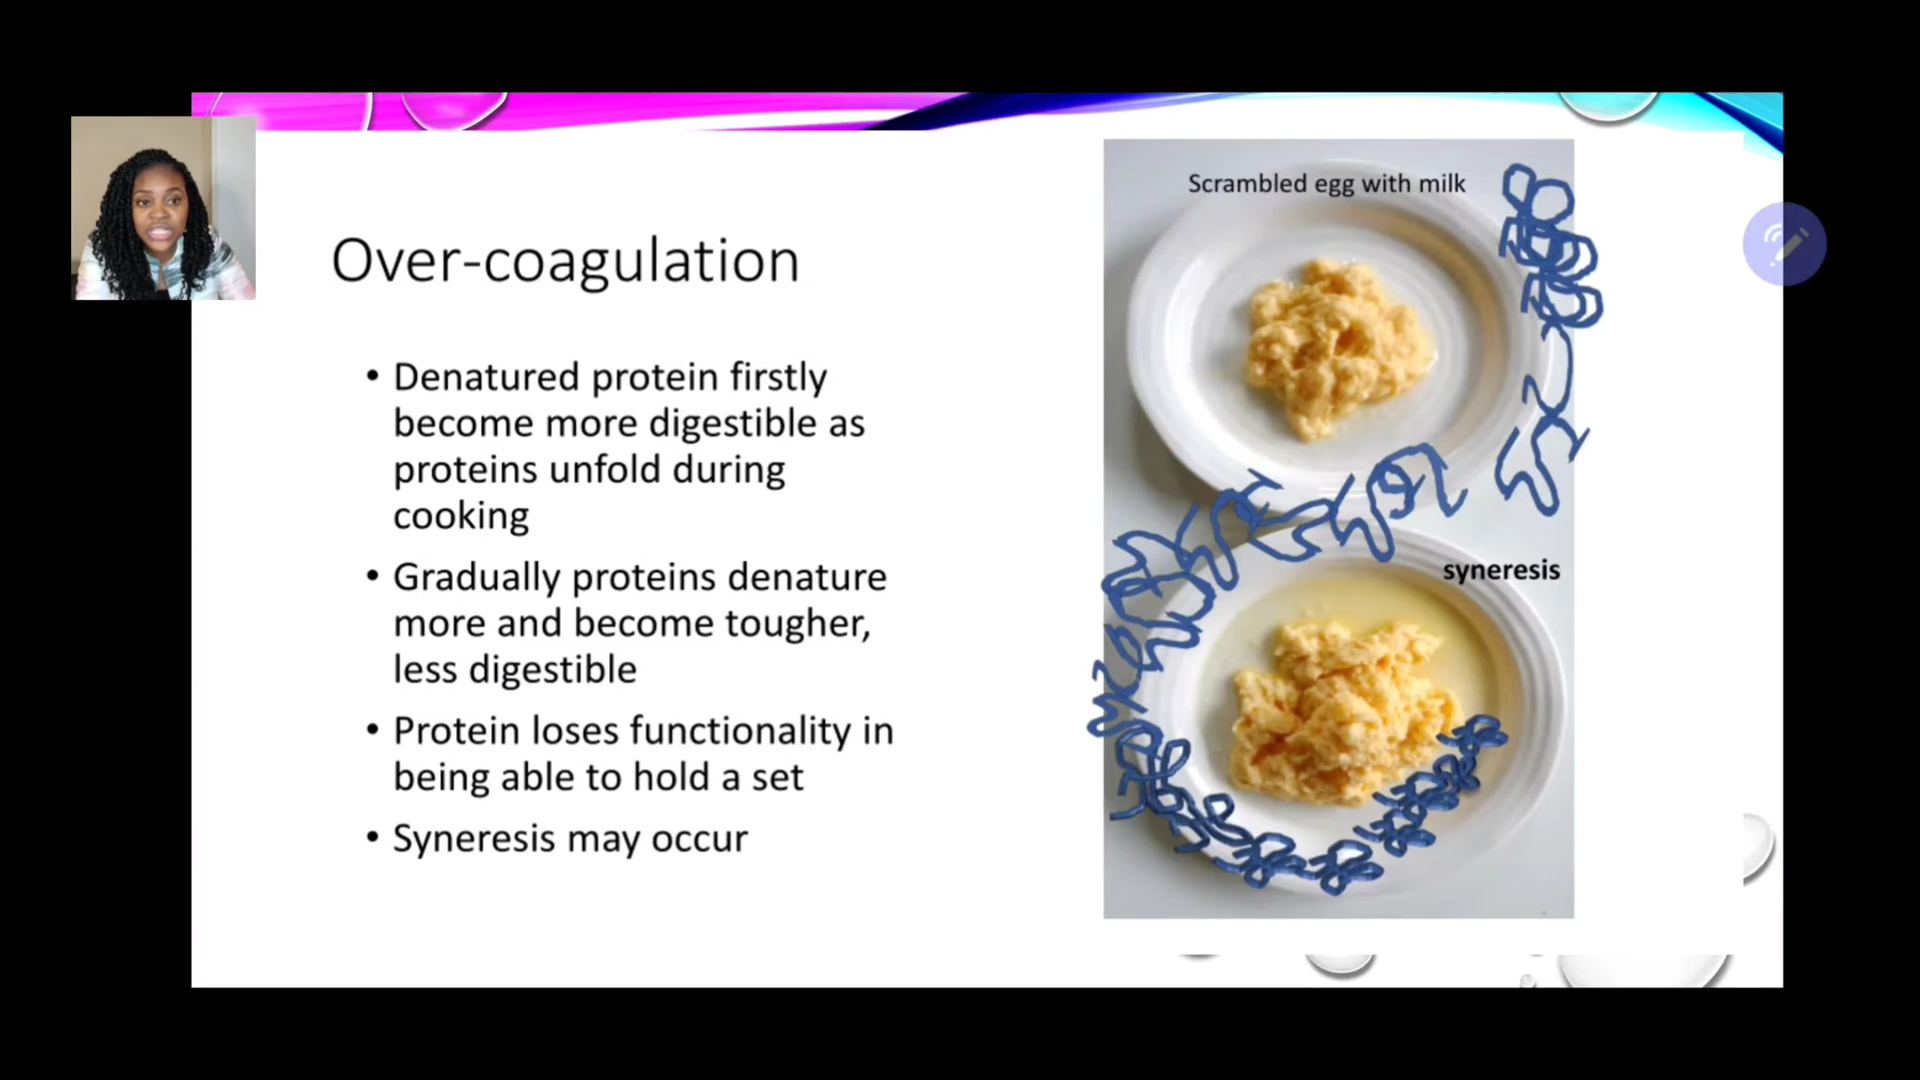 Over-coagulation
• Denatured protein firstly
become more digestible as
proteins unfold during
cooking
• Gradually proteins denature
more and become tougher,
less digestible
• Protein loses functionality in
being able to hold a set
• Syneresis may occur
Scrambled egg with milk
syneresis